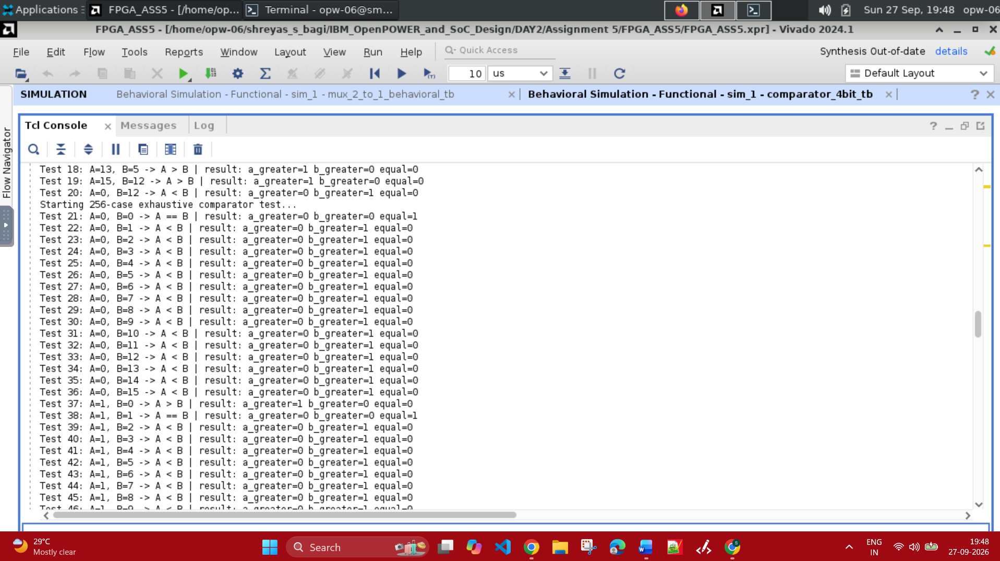 Applications
FPGA_ASS5 - [/home/op...
Terminal - opw-06@sm...
Sun 27 Sep, 19:48
opw-06
FPGA_ASS5 - [/home/opw-06/shreyas_s_bagi/IBM_OpenPOWER_and_SoC_Design/DAY2/Assignment 5/FPGA_ASS5/FPGA_ASS5.xpr] - Vivado 2024.1
File Edit Flow Tools Reports Window Layout View Run Help
Quick Access
Synthesis Out-of-date details
10 us
Default Layout
SIMULATION
Behavioral Simulation - Functional - sim_1 - mux_2_to_1_behavioral_tb
Behavioral Simulation - Functional - sim_1 - comparator_4bit_tb
Flow Navigator
Tcl Console Messages Log
Test 18: A=13, B=5 -> A > B | result: a_greater=1 b_greater=0 equal=0
Test 19: A=15, B=12 -> A > B | result: a_greater=1 b_greater=0 equal=0
Test 20: A=0, B=12 -> A < B | result: a_greater=0 b_greater=1 equal=0
Starting 256-case exhaustive comparator test...
Test 21: A=0, B=0 -> A == B | result: a_greater=0 b_greater=0 equal=1
Test 22: A=0, B=1 -> A < B | result: a_greater=0 b_greater=1 equal=0
Test 23: A=0, B=2 -> A < B | result: a_greater=0 b_greater=1 equal=0
Test 24: A=0, B=3 -> A < B | result: a_greater=0 b_greater=1 equal=0
Test 25: A=0, B=4 -> A < B | result: a_greater=0 b_greater=1 equal=0
Test 26: A=0, B=5 -> A < B | result: a_greater=0 b_greater=1 equal=0
Test 27: A=0, B=6 -> A < B | result: a_greater=0 b_greater=1 equal=0
Test 28: A=0, B=7 -> A < B | result: a_greater=0 b_greater=1 equal=0
Test 29: A=0, B=8 -> A < B | result: a_greater=0 b_greater=1 equal=0
Test 30: A=0, B=9 -> A < B | result: a_greater=0 b_greater=1 equal=0
Test 31: A=0, B=10 -> A < B | result: a_greater=0 b_greater=1 equal=0
Test 32: A=0, B=11 -> A < B | result: a_greater=0 b_greater=1 equal=0
Test 33: A=0, B=12 -> A < B | result: a_greater=0 b_greater=1 equal=0
Test 34: A=0, B=13 -> A < B | result: a_greater=0 b_greater=1 equal=0
Test 35: A=0, B=14 -> A < B | result: a_greater=0 b_greater=1 equal=0
Test 36: A=0, B=15 -> A < B | result: a_greater=0 b_greater=1 equal=0
Test 37: A=1, B=0 -> A > B | result: a_greater=1 b_greater=0 equal=0
Test 38: A=1, B=1 -> A == B | result: a_greater=0 b_greater=0 equal=1
Test 39: A=1, B=2 -> A < B | result: a_greater=0 b_greater=1 equal=0
Test 40: A=1, B=3 -> A < B | result: a_greater=0 b_greater=1 equal=0
Test 41: A=1, B=4 -> A < B | result: a_greater=0 b_greater=1 equal=0
Test 42: A=1, B=5 -> A < B | result: a_greater=0 b_greater=1 equal=0
Test 43: A=1, B=6 -> A < B | result: a_greater=0 b_greater=1 equal=0
Test 44: A=1, B=7 -> A < B | result: a_greater=0 b_greater=1 equal=0
Test 45: A=1, B=8 -> A < B | result: a_greater=0 b_greater=1 equal=0
Test 46: A=1, B=9 -> A < B | result: a_greater=0 b_greater=1 equal=0
29°C
Mostly clear
Search
ENG
IN
19:48
27-09-2026